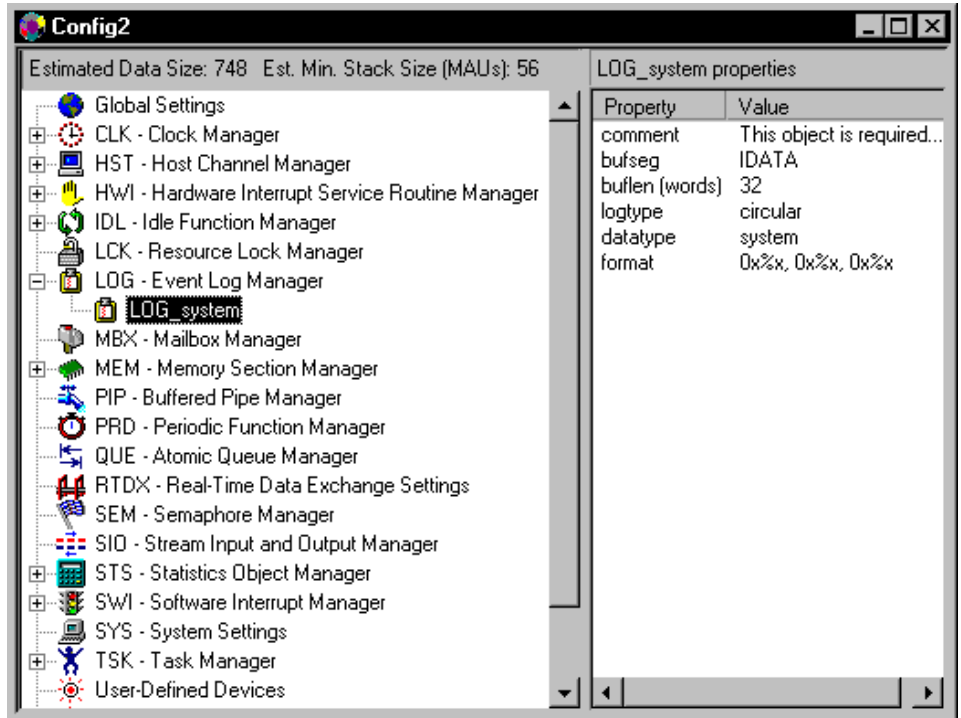 Config2
Estimated Data Size: 748 Est. Min. Stack Size (MAUs): 56
Global Settings
CLK - Clock Manager
HST - Host Channel Manager
HWI - Hardware Interrupt Service Routine Manager
IDL - Idle Function Manager
LCK - Resource Lock Manager
LOG - Event Log Manager
LOG_system
MBX - Mailbox Manager
MEM - Memory Section Manager
PIP - Buffered Pipe Manager
PRD - Periodic Function Manager
QUE - Atomic Queue Manager
RTDX - Real-Time Data Exchange Settings
SEM - Semaphore Manager
SIO - Stream Input and Output Manager
STS - Statistics Object Manager
SWI - Software Interrupt Manager
SYS - System Settings
TSK - Task Manager
User-Defined Devices
LOG_system properties
Property Value
comment This object is required...
bufseg IDATA
buflen (words) 32
logtype circular
datatype system
format 0x%x, 0x%x, 0x%x